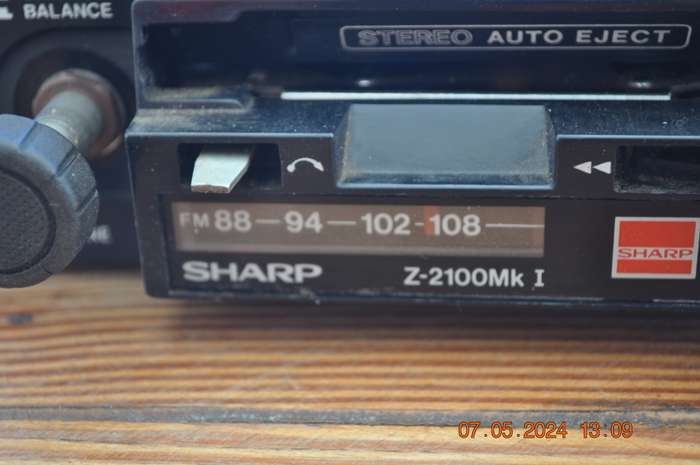 BALANCE
STEREO AUTO EJECT
FM 88 — 94 — 102 - 108
SHARP Z-2100Mk I
SHARP
07.05.2024 13:09